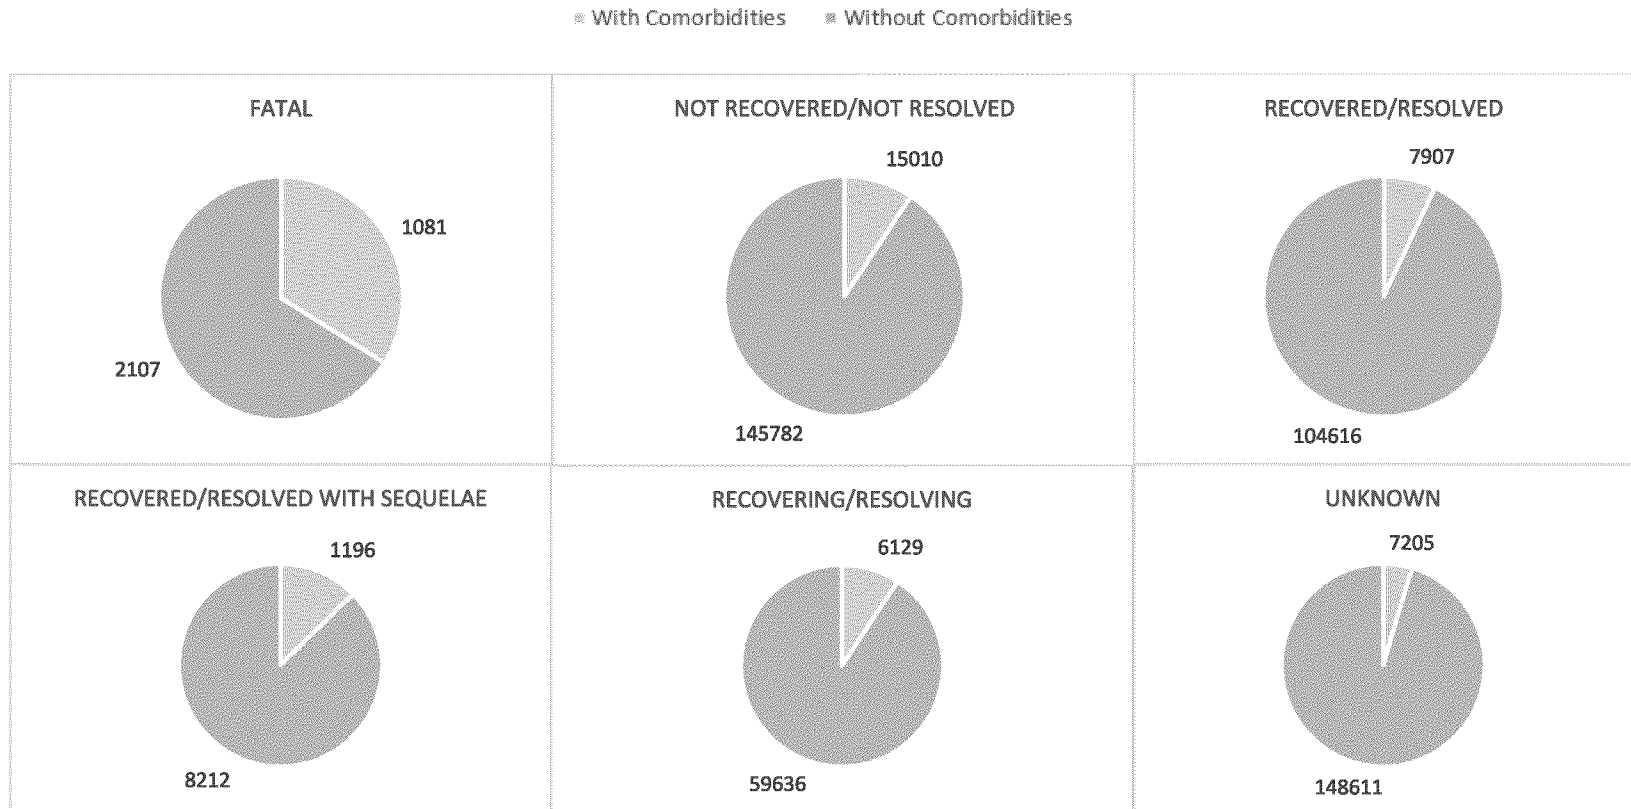 With Comorbidities Without Comorbidities
FATAL
1081
2107
NOT RECOVERED/NOT RESOLVED
15010
145782
RECOVERED/RESOLVED
7907
104616
RECOVERED/RESOLVED WITH SEQUELAE
1196
8212
RECOVERING/RESOLVING
6129
59636
UNKNOWN
7205
148611